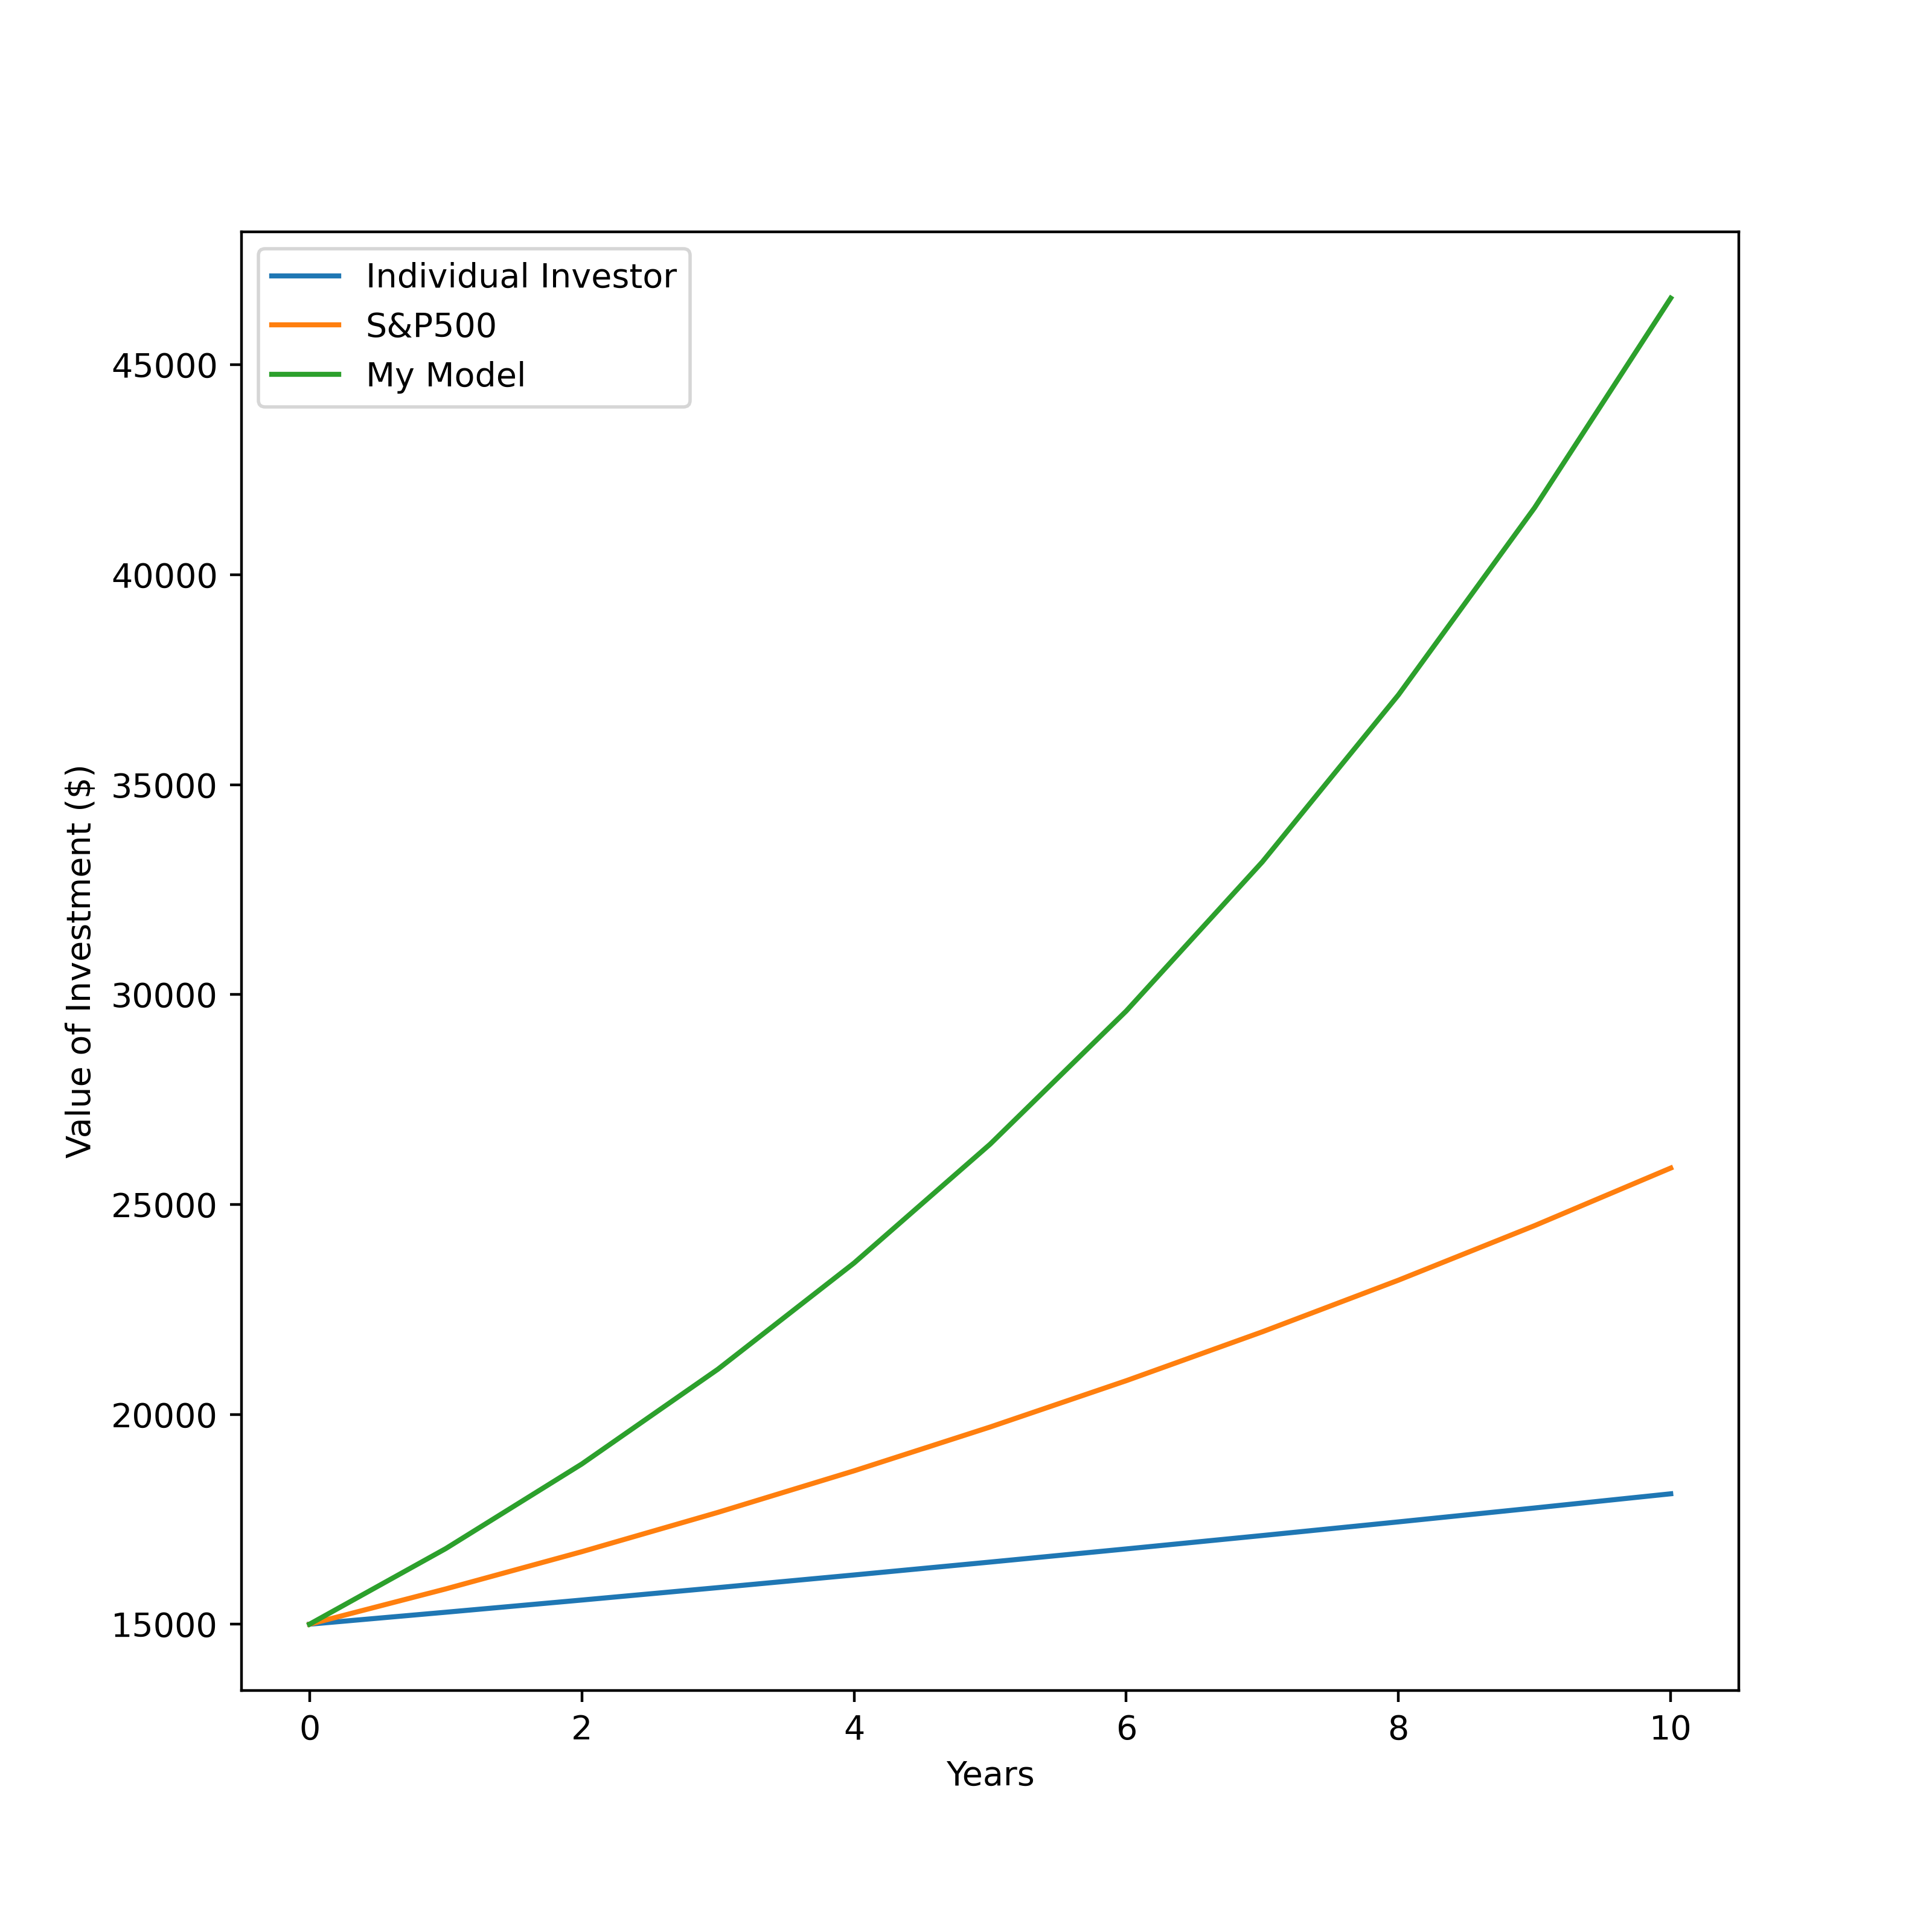 Individual Investor
S&P500
My Model
45000
40000
35000
30000
25000
20000
15000
Value of Investment ($)
0 2 4 6 8 10
Years